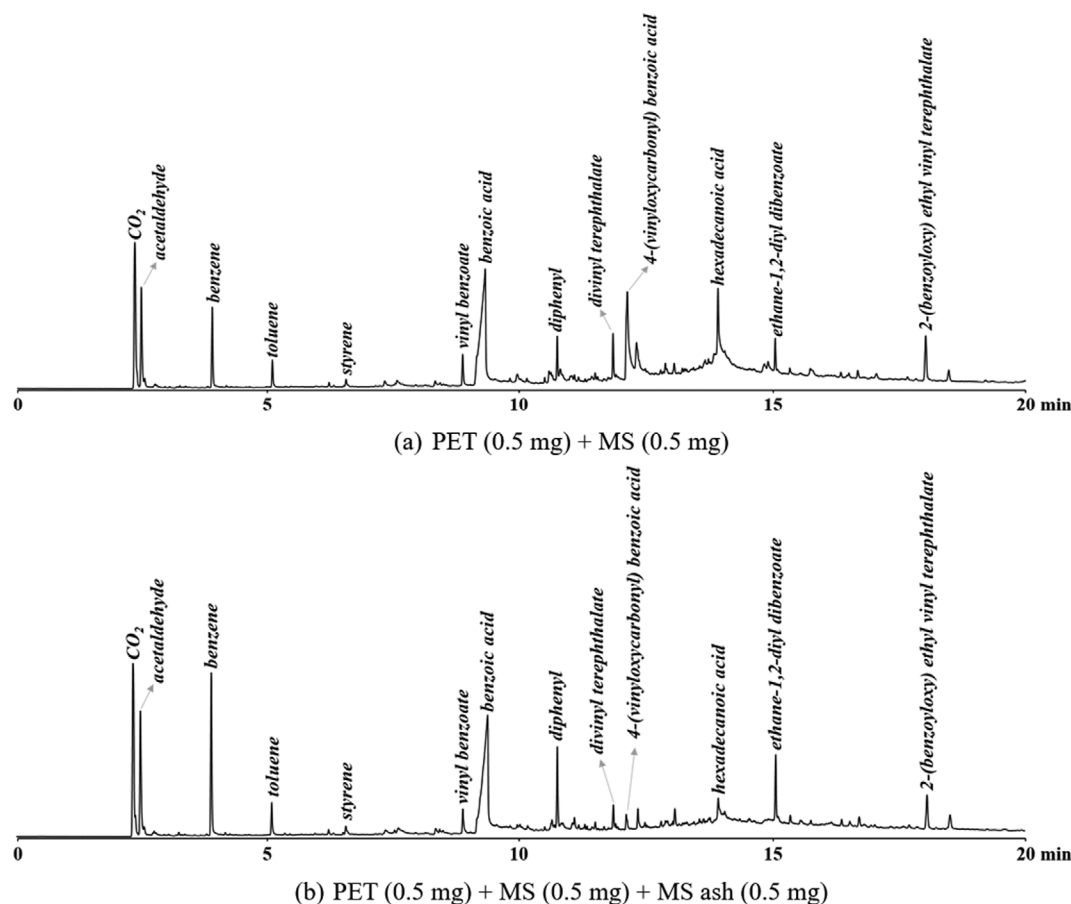 CO2
acetaldehyde
benzene
toluene
styrene
vinyl benzoate
benzoic acid
diphenyl
divinyl terephthalate
4-(vinyloxycarbonyl) benzoic acid
hexadecanoic acid
ethane-1,2-diyl dibenzoate
2-(benzoyloxy) ethyl vinyl terephthalate
0 5 10 15 20 min
(a) PET (0.5 mg) + MS (0.5 mg)
CO2
acetaldehyde
benzene
toluene
styrene
vinyl benzoate
benzoic acid
diphenyl
divinyl terephthalate
4-(vinyloxycarbonyl) benzoic acid
hexadecanoic acid
ethane-1,2-diyl dibenzoate
2-(benzoyloxy) ethyl vinyl terephthalate
0 5 10 15 20 min
(b) PET (0.5 mg) + MS (0.5 mg) + MS ash (0.5 mg)